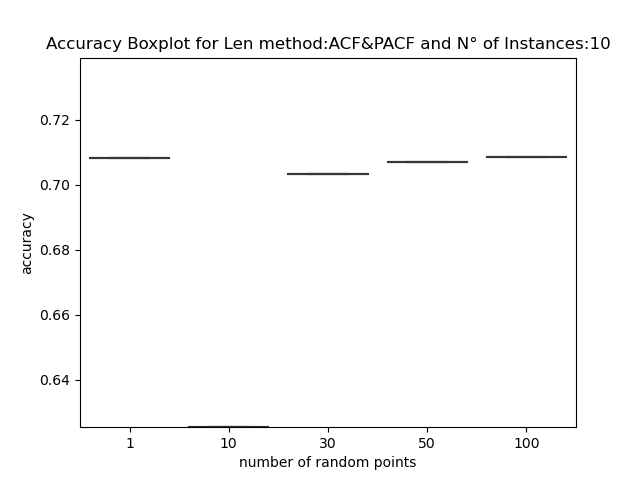 Accuracy Boxplot for Len method:ACF&PACF and N° of Instances:10
0.72
0.70
0.68
0.66
0.64
accuracy
1 10 30 50 100
number of random points